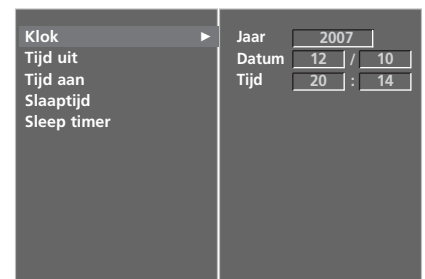 Klok ►
Tijd uit
Tijd aan
Slaaptijd
Sleep timer
Jaar 2007
Datum 12 / 10
Tijd 20 : 14